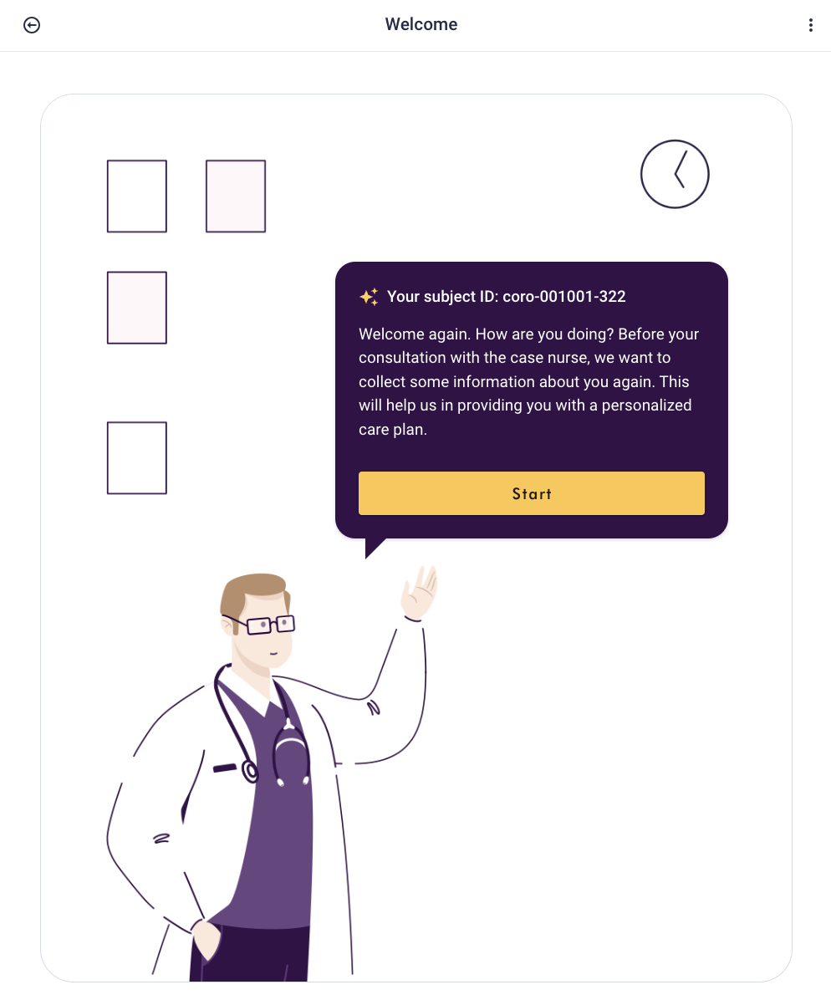 Welcome
Your subject ID: coro-001001-322
Welcome again. How are you doing? Before your
consultation with the case nurse, we want to
collect some information about you again. This
will help us in providing you with a personalized
care plan.
Start